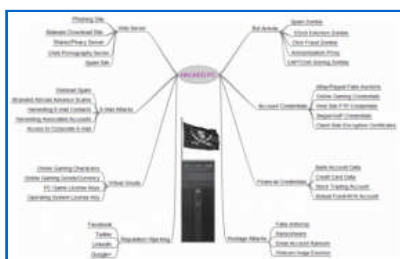 Phishing Site
Malware Download Site
Warez/Piracy Server
Child Pornography Server
Spam Site
Web Server
HACKED PC
Bot Activity
Spam Zombie
DDoS Extortion Zombie
Click Fraud Zombie
Anonymization Proxy
CAPTCHA Solving Zombie
Webmail Spam
Stranded Abroad Advance Scams
Harvesting E-Mail Contacts
Harvesting Associated Accounts
Access to Corporate E-Mail
E-Mail Attacks
Account Credentials
eBay/Paypal Fake Auctions
Online Gaming Credentials
Web Site FTP Credentials
Skype/VoIP Credentials
Client Side Encryption Certificates
Online Gaming Characters
Online Gaming Goods/Currency
PC Game License Keys
Operating System License Key
Virtual Goods
Financial Credentials
Bank Account Data
Credit Card Data
Stock Trading Account
Mutual Fund/401k Account
Facebook
Twitter
LinkedIn
Google+
Reputation Hijacking
Hostage Attacks
Fake Antivirus
Ransomware
Email Account Ransom
Webcam Image Extortion